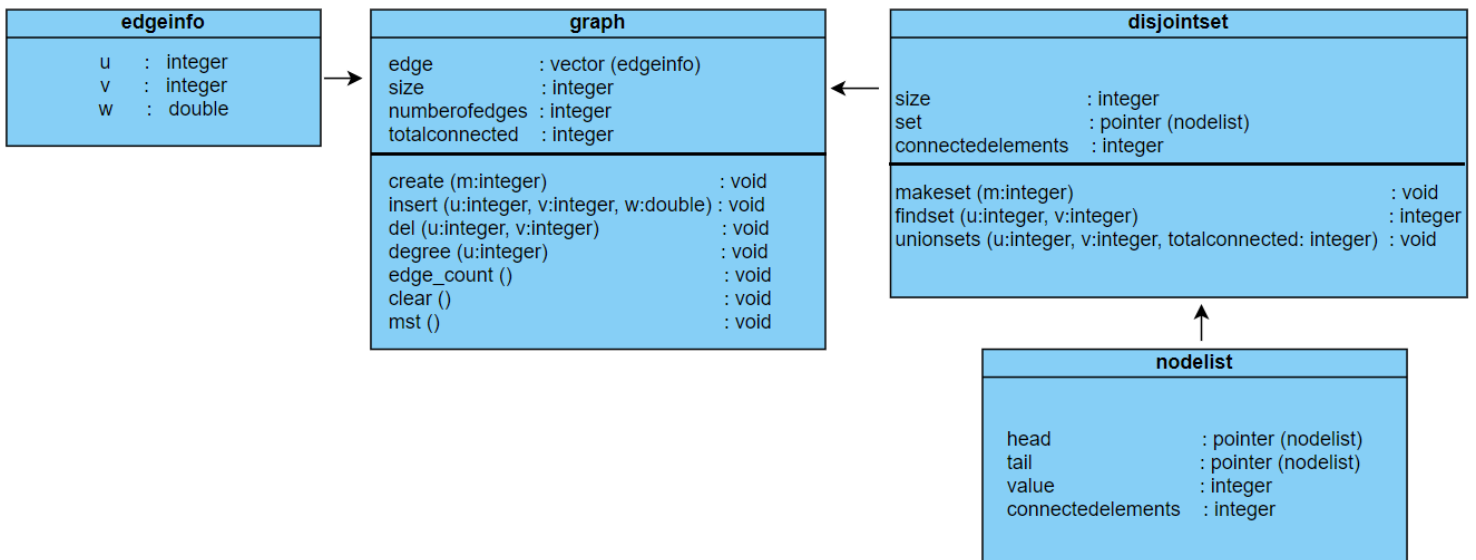 edgeinfo
u : integer
v : integer
w : double
graph
edge : vector (edgeinfo)
size : integer
numberofedges : integer
totalconnected : integer
create (m:integer) : void
insert (u:integer, v:integer, w:double) : void
del (u:integer, v:integer) : void
degree (u:integer) : void
edge_count () : void
clear () : void
mst () : void
disjointset
size : integer
set : pointer (nodelist)
connectedelements : integer
makeset (m:integer) : void
findset (u:integer, v:integer) : integer
unionsets (u:integer, v:integer, totalconnected: integer) : void
nodelist
head : pointer (nodelist)
tail : pointer (nodelist)
value : integer
connectedelements : integer